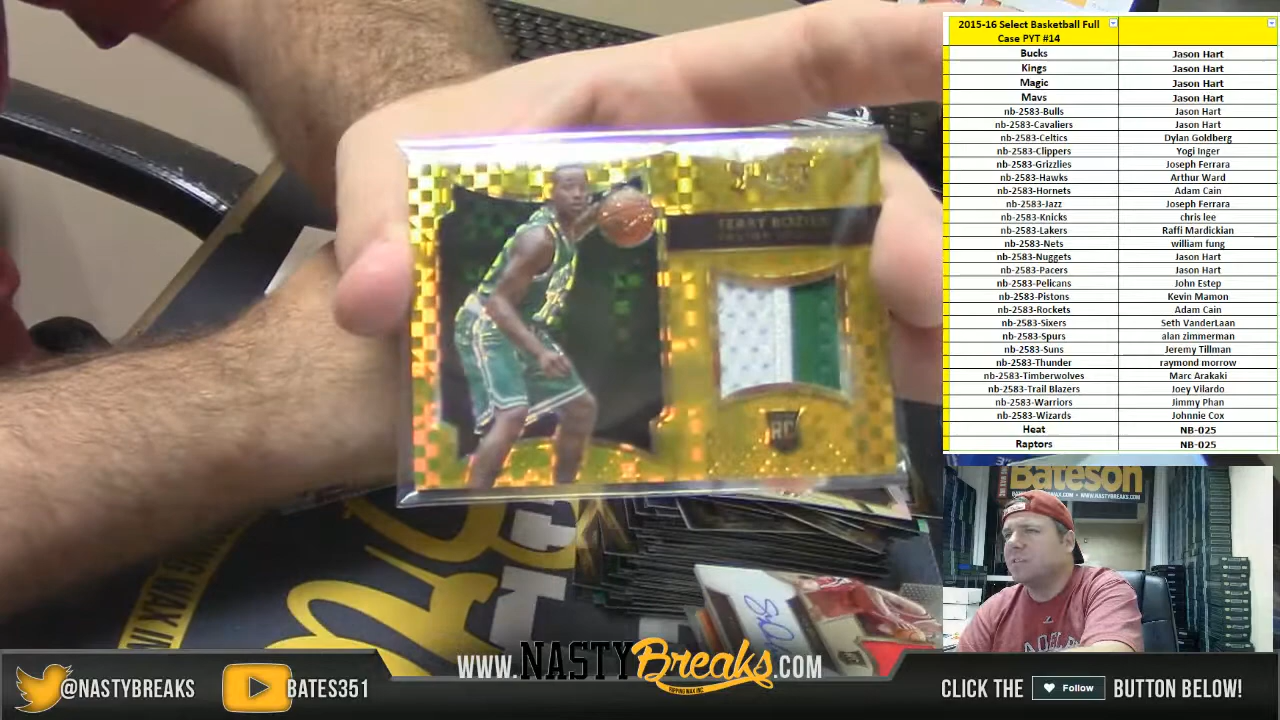 2015-16 Select Basketball Full
Case PYT #14
Bucks Jason Hart
Kings Jason Hart
Magic Jason Hart
Mavs Jason Hart
nb-2583-Bulls Jason Hart
nb-2583-Cavaliers Jason Hart
nb-2583-Celtics Dylan Goldberg
nb-2583-Clippers Yogi Inger
nb-2583-Grizzlies Joseph Ferrara
nb-2583-Hawks Arthur Ward
nb-2583-Hornets Adam Cain
nb-2583-Jazz Joseph Ferrara
nb-2583-Knicks chris lee
nb-2583-Lakers Raffi Mardickian
nb-2583-Nets william fung
nb-2583-Nuggets Jason Hart
nb-2583-Pacers Jason Hart
nb-2583-Pelicans John Estep
nb-2583-Pistons Kevin Mamon
nb-2583-Rockets Adam Cain
nb-2583-Sixers Seth VanderLaan
nb-2583-Spurs alan zimmerman
nb-2583-Suns Jeremy Tillman
nb-2583-Thunder raymond morrow
nb-2583-Timberwolves Marc Arakaki
nb-2583-Trail Blazers Joey Vilardo
nb-2583-Warriors Jimmy Phan
nb-2583-Wizards Johnnie Cox
Heat NB-025
Raptors NB-025
TERRY ROZIER
RC
Bateson
WWW.NASTYBREAKS.COM
@NASTYBREAKS
BATES351
WWW.NASTYBreaks.COM
RIPPING WAX INC
CLICK THE Follow BUTTON BELOW!